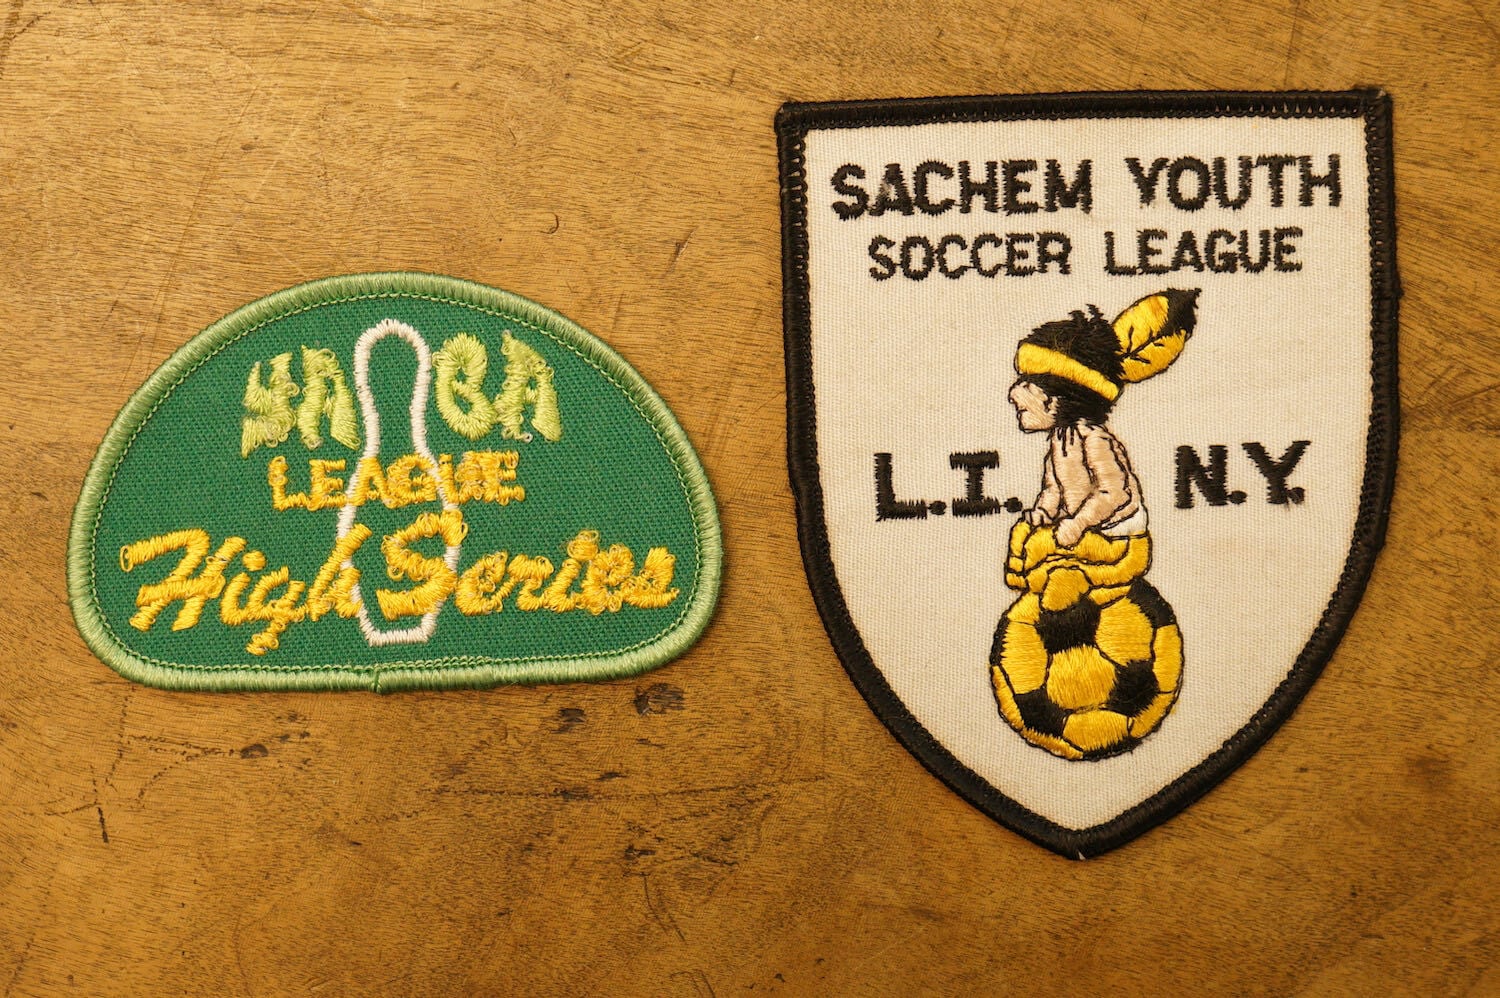 YABA
LEAGUE
High Series
SACHEM YOUTH
SOCCER LEAGUE
L.I. N.Y.